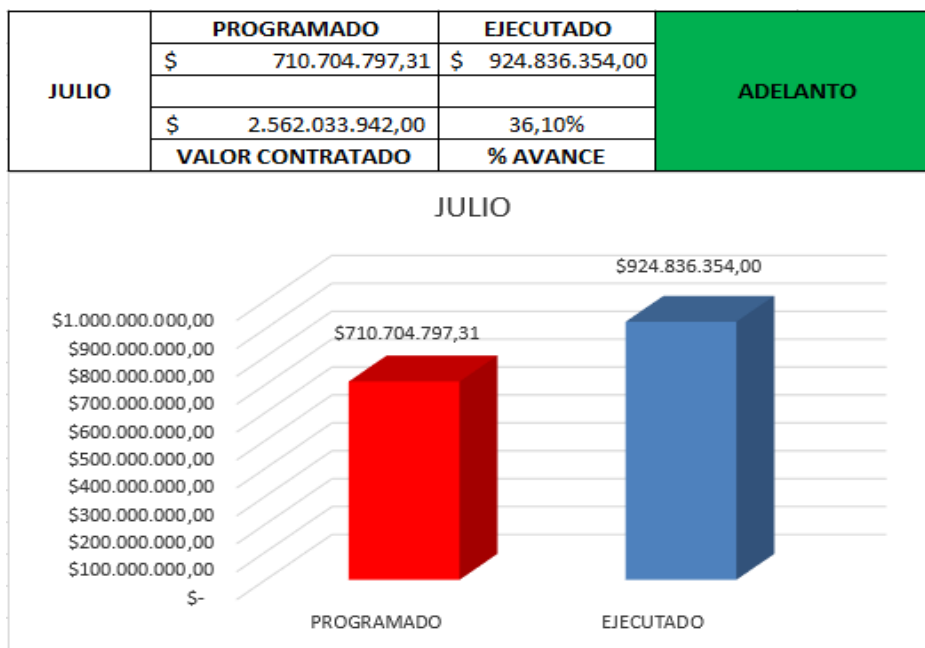 PROGRAMADO EJECUTADO
$ 710.704.797,31 $ 924.836.354,00
JULIO ADELANTO
$ 2.562.033.942,00 36,10%
VALOR CONTRATADO % AVANCE
JULIO
$924.836.354,00
$710.704.797,31
$1.000.000.000,00
$900.000.000,00
$800.000.000,00
$700.000.000,00
$600.000.000,00
$500.000.000,00
$400.000.000,00
$300.000.000,00
$200.000.000,00
$100.000.000,00
$-
PROGRAMADO EJECUTADO